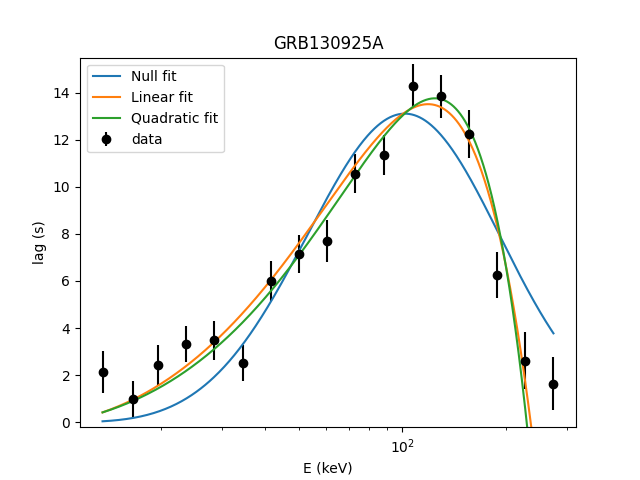 GRB130925A
Null fit
Linear fit
Quadratic fit
data
lag (s)
14
12
10
8
6
4
2
0
10²
E (keV)